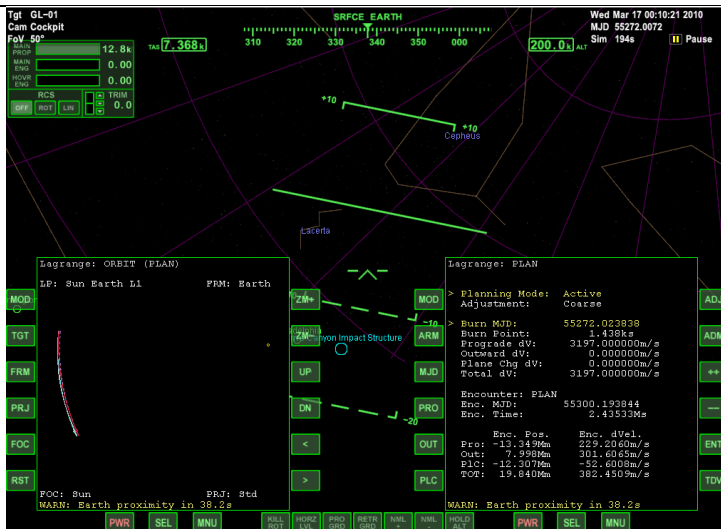 Tgt GL-01
Cam Cockpit
FoV 50°
SRFCE EARTH
Wed Mar 17 00:10:21 2010
MJD 55272.0072
Sim 194s
Pause
MAIN PROP 12.8k
MAIN ENG 0.00
HOVR ENG 0.00
RCS
TRIM
OFF ROT LIN 0.0
TAS 7.368k
310 320 330 340 350 000
200.0k ALT
+10 +10
Cepheus
Lacerta
-10
Canyon Impact Structure
-20
Lagrange: ORBIT (PLAN)
LP: Sun Earth L1 FRM: Earth
FOC: Sun PRJ: Std
WARN: Earth proximity in 38.2s
MOD
TGT
FRM
PRJ
FOC
RST
ZM+
ZM-
UP
DN
<
>
PWR SEL MNU
Lagrange: PLAN
> Planning Mode: Active
Adjustment: Coarse
> Burn MJD: 55272.023838
Burn Point: 1.438ks
Prograde dV: 3197.000000m/s
Outward dV: 0.000000m/s
Plane Chg dV: 0.000000m/s
Total dV: 3197.000000m/s
Encounter: PLAN
Enc. MJD: 55300.193844
Enc. Time: 2.43533Ms
Enc. Pos. Enc. dVel.
Pro: -13.349Mm 229.2060m/s
Out: 7.998Mm 301.6065m/s
Plc: -12.307Mm -52.6008m/s
TOT: 19.840Mm 382.4509m/s
WARN: Earth proximity in 38.2s
MOD
ARM
MJD
PRO
OUT
PLC
ADJ
ADM
++
--
ENT
TDV
KILL ROT
HORZ LVL
PRO GRD
RETR GRD
NML +
NML -
HOLD ALT
PWR SEL MNU